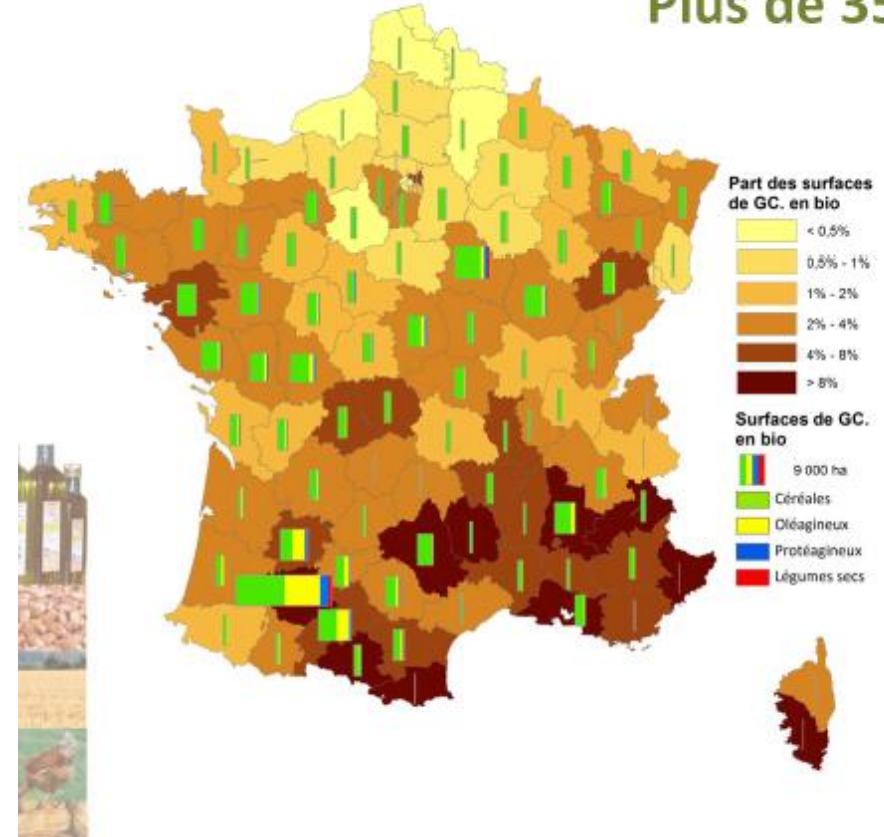 Plus de 35
Part des surfaces
de GC. en bio
< 0,5%
0,5% - 1%
1% - 2%
2% - 4%
4% - 8%
> 8%
Surfaces de GC.
en bio
9 000 ha
Céréales
Oléagineux
Protéagineux
Légumes secs